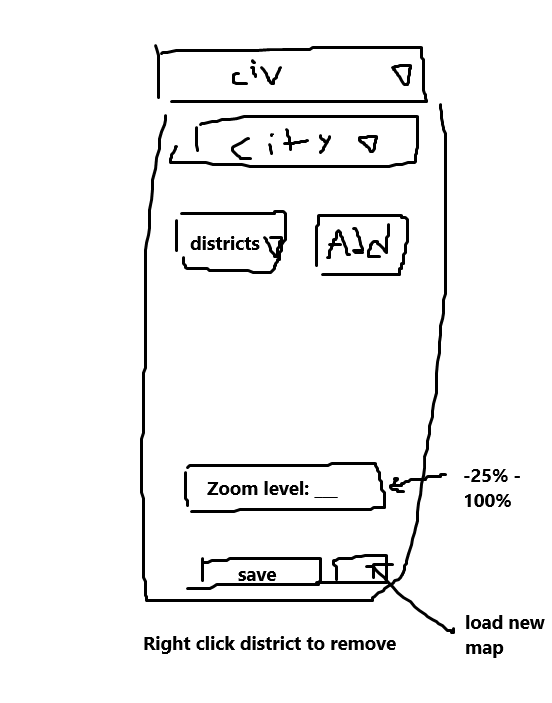 civ
City
districts
Add
Zoom level: __
-25% -
100%
save
load new
map
Right click district to remove